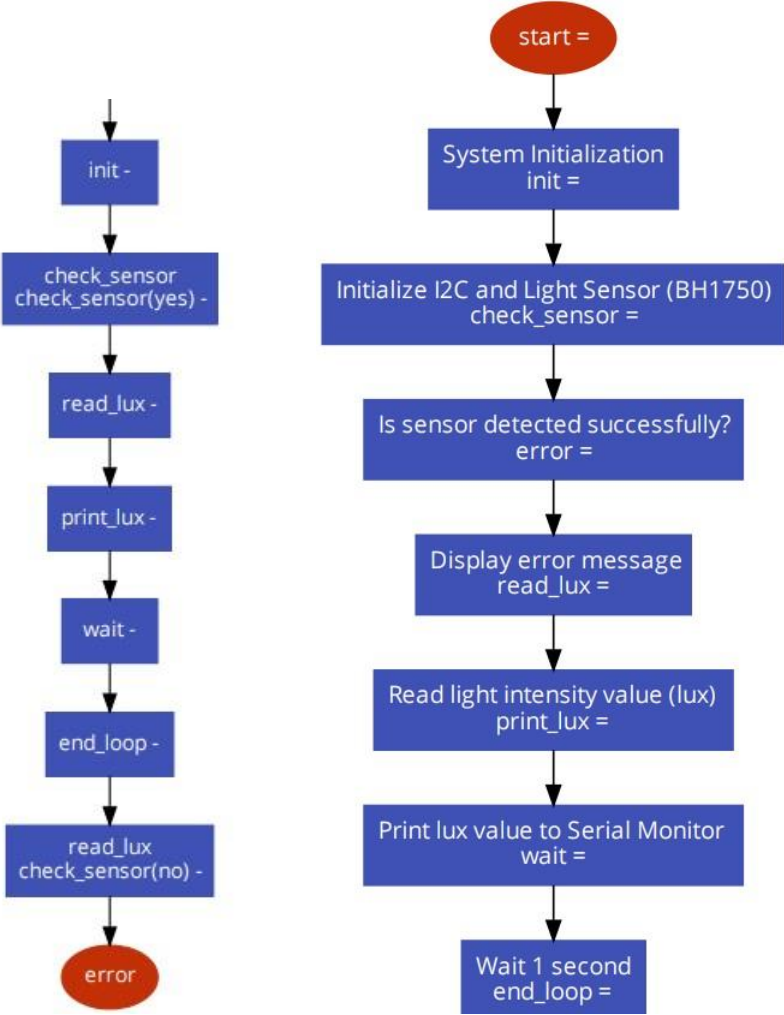 init -
check_sensor
check_sensor(yes) -
read_lux -
print_lux -
wait -
end_loop -
read_lux
check_sensor(no) -
error
start =
System Initialization
init =
Initialize I2C and Light Sensor (BH1750)
check_sensor =
Is sensor detected successfully?
error =
Display error message
read_lux =
Read light intensity value (lux)
print_lux =
Print lux value to Serial Monitor
wait =
Wait 1 second
end_loop =